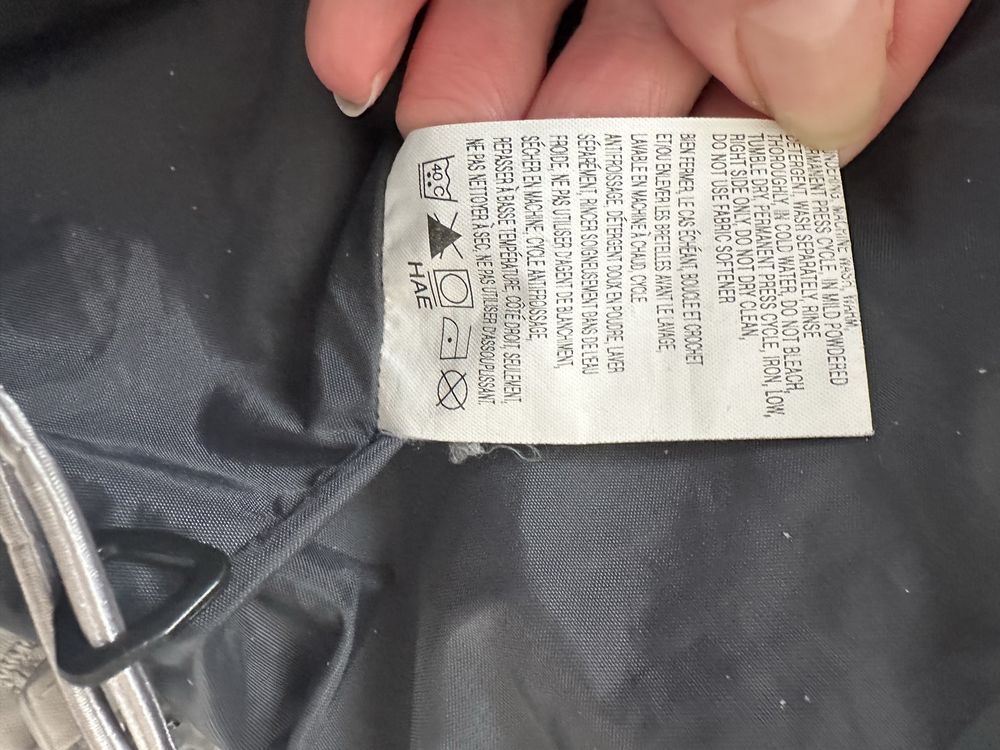 MACHINE WASH, WARM,
PERMANENT PRESS CYCLE, IN MILD POWDERED
DETERGENT, WASH SEPARATELY, RINSE
THOROUGHLY, IN COLD WATER, DO NOT BLEACH,
TUMBLE DRY, PERMANENT PRESS CYCLE, IRON, LOW,
RIGHT SIDE ONLY, DO NOT DRY CLEAN,
DO NOT USE FABRIC SOFTENER
BIEN FERMER, LE CAS ÉCHÉANT, BOUCLE ET CROCHET
ET/OU ENLEVER LES BRETELLES AVANT LE LAVAGE,
LAVABLE EN MACHINE À CHAUD, CYCLE
ANTIFROISSAGE, DÉTERGENT DOUX EN POUDRE, LAVER
SÉPARÉMENT, RINCER SOIGNEUSEMENT DANS DE L'EAU
FROIDE, NE PAS UTILISER D'AGENT DE BLANCHIMENT,
SÉCHER EN MACHINE, CYCLE ANTIFROISSAGE,
REPASSER À BASSE TEMPÉRATURE, CÔTÉ DROIT, SEULEMENT,
NE PAS NETTOYER À SEC, NE PAS UTILISER D'ASSOUPLISSANT.
40 C
HAE